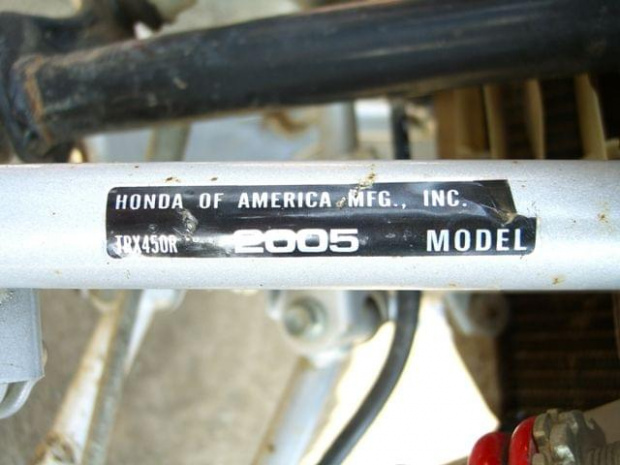 HONDA OF AMERICA MFG., INC.
TRX450R 2005 MODEL